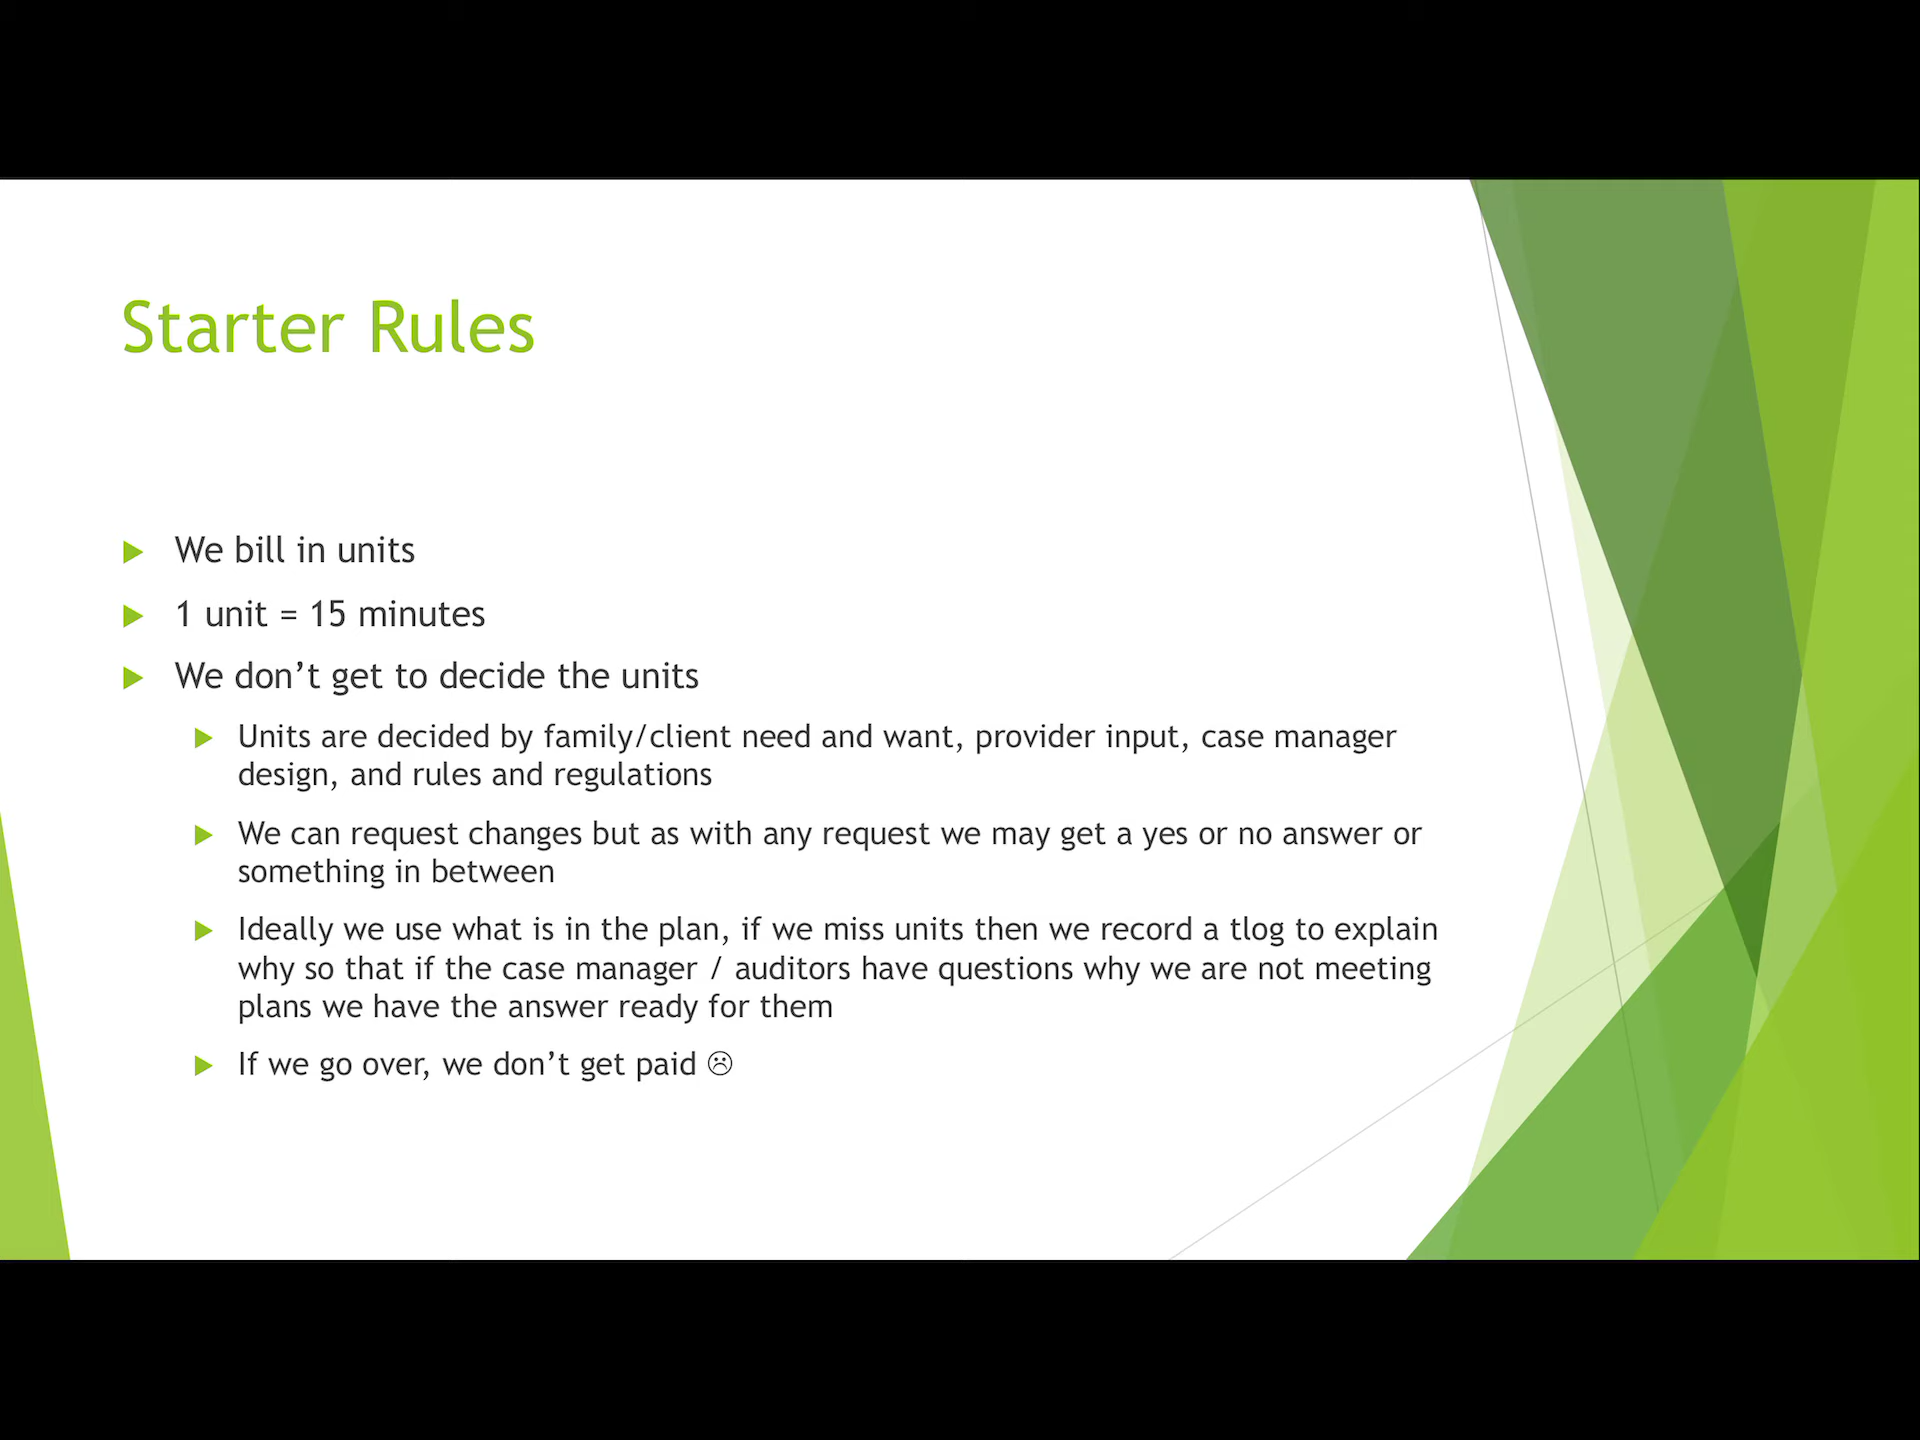 Starter Rules
We bill in units
1 unit = 15 minutes
We don’t get to decide the units
Units are decided by family/client need and want, provider input, case manager
design, and rules and regulations
We can request changes but as with any request we may get a yes or no answer or
something in between
Ideally we use what is in the plan, if we miss units then we record a tlog to explain
why so that if the case manager / auditors have questions why we are not meeting
plans we have the answer ready for them
If we go over, we don’t get paid ☹